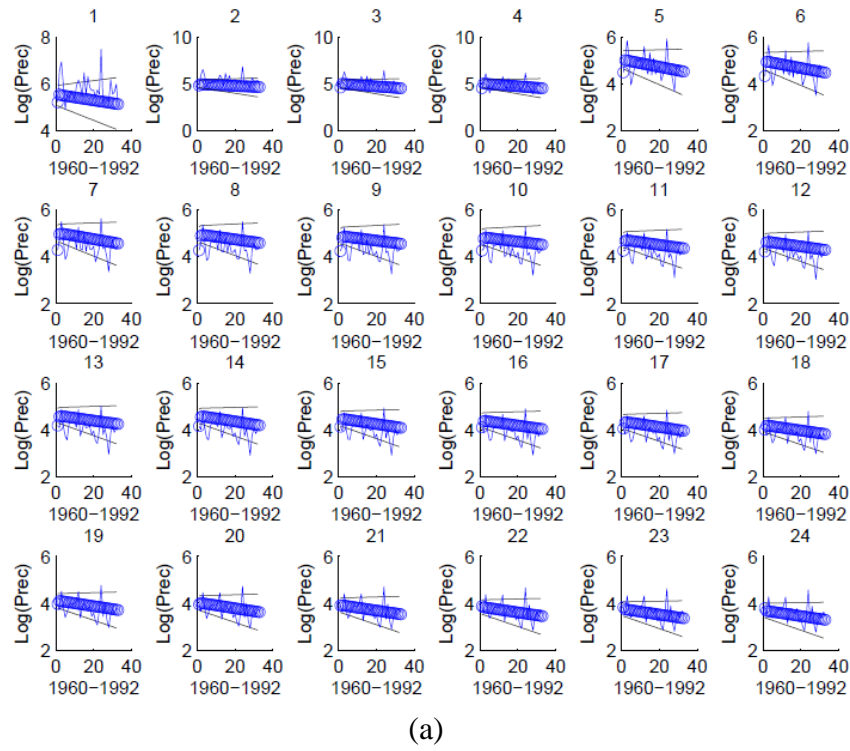 1 2 3 4 5 6
8 10 10 10 6 6
Log(Prec) 6 Log(Prec) 5 Log(Prec) 5 Log(Prec) 5 Log(Prec) 4 Log(Prec) 4
4 0 0 0 2 2
0 20 40 0 20 40 0 20 40 0 20 40 0 20 40 0 20 40
1960−1992 1960−1992 1960−1992 1960−1992 1960−1992 1960−1992
7 8 9 10 11 12
6 6 6 6 6 6
Log(Prec) 4 Log(Prec) 4 Log(Prec) 4 Log(Prec) 4 Log(Prec) 4 Log(Prec) 4
2 2 2 2 2 2
0 20 40 0 20 40 0 20 40 0 20 40 0 20 40 0 20 40
1960−1992 1960−1992 1960−1992 1960−1992 1960−1992 1960−1992
13 14 15 16 17 18
6 6 6 6 6 6
Log(Prec) 4 Log(Prec) 4 Log(Prec) 4 Log(Prec) 4 Log(Prec) 4 Log(Prec) 4
2 2 2 2 2 2
0 20 40 0 20 40 0 20 40 0 20 40 0 20 40 0 20 40
1960−1992 1960−1992 1960−1992 1960−1992 1960−1992 1960−1992
19 20 21 22 23 24
6 6 6 6 6 6
Log(Prec) 4 Log(Prec) 4 Log(Prec) 4 Log(Prec) 4 Log(Prec) 4 Log(Prec) 4
2 2 2 2 2 2
0 20 40 0 20 40 0 20 40 0 20 40 0 20 40 0 20 40
1960−1992 1960−1992 1960−1992 1960−1992 1960−1992 1960−1992
(a)